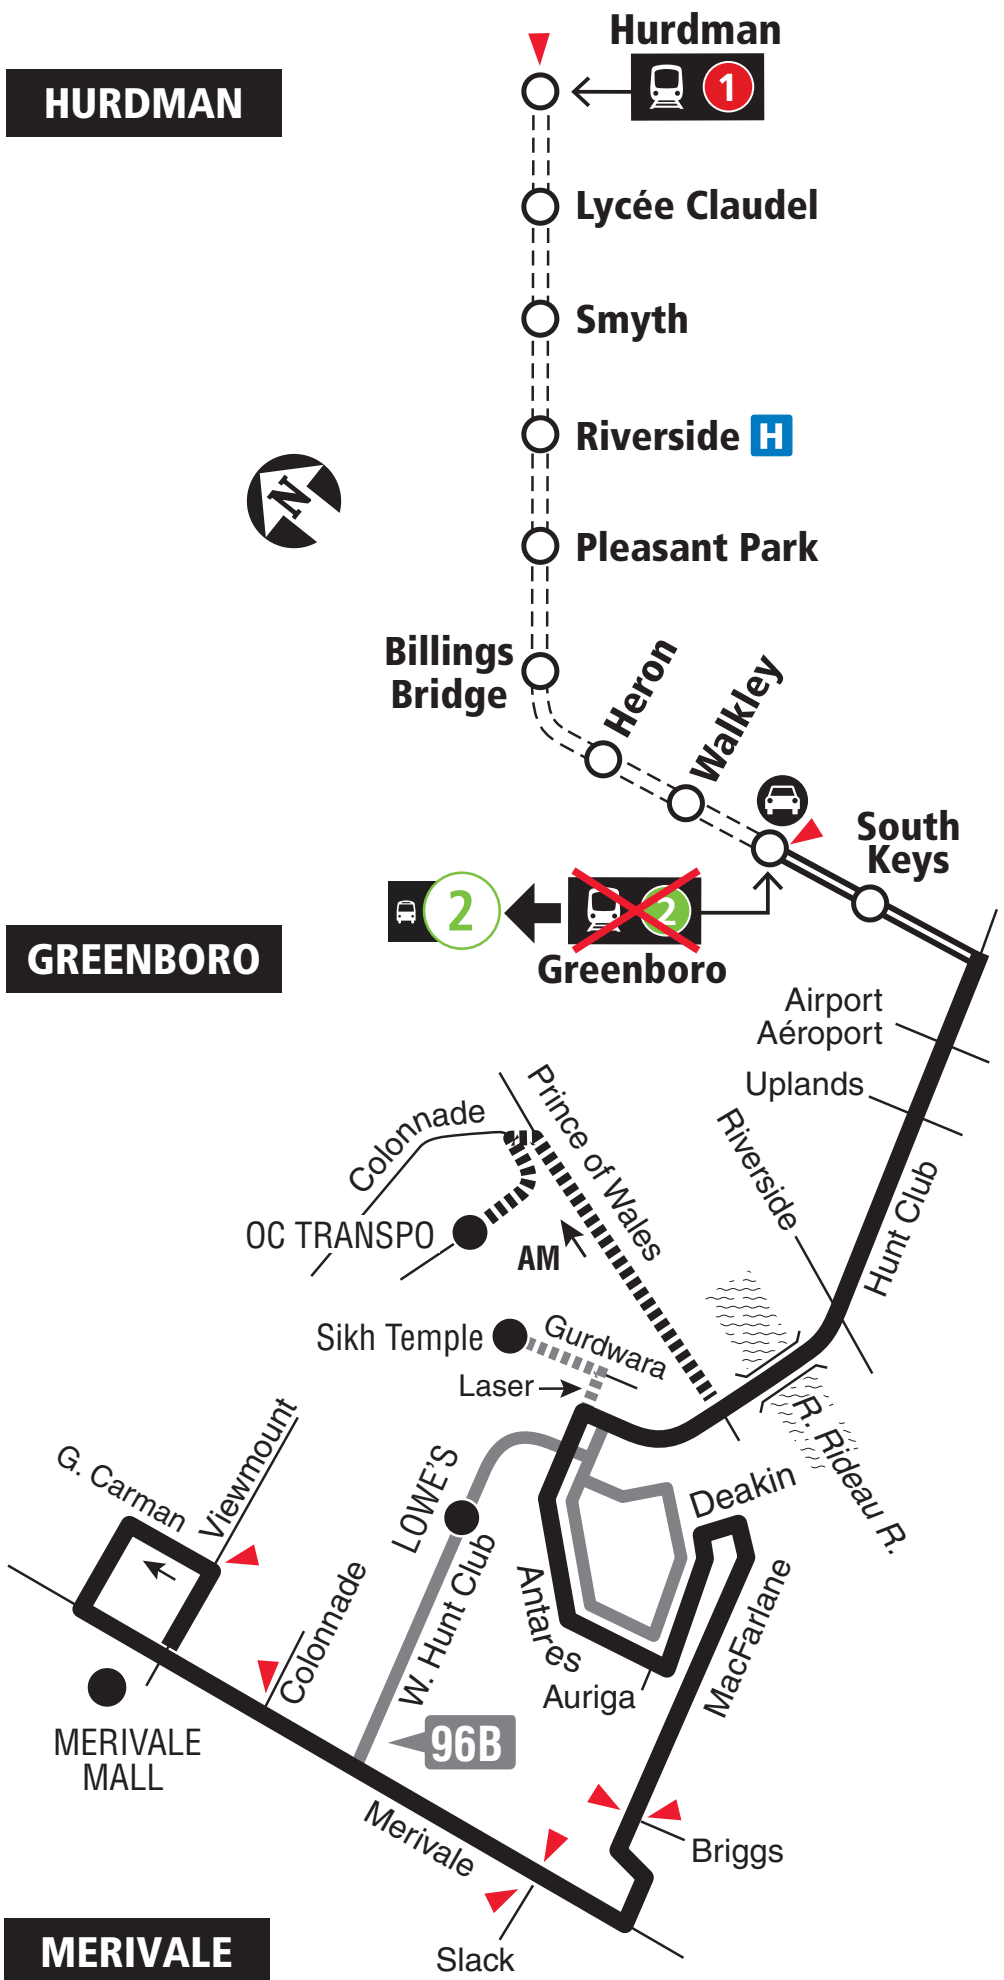 Hurdman
1
HURDMAN
Lycée Claudel
Smyth
Riverside H
N
Pleasant Park
Billings
Bridge
Heron
Walkley
South
Keys
2
2
Greenboro
GREENBORO
Airport
Aéroport
Uplands
Prince of Wales
Colonnade
Riverside
Hunt Club
OC TRANSPO
AM
Sikh Temple
Gurdwara
Laser
R. Rideau R.
G. Carman
Viewmount
LOWE'S
Deakin
W. Hunt Club
Antares
MacFarlane
Colonnade
Auriga
MERIVALE
MALL
96B
Merivale
Briggs
Slack
MERIVALE